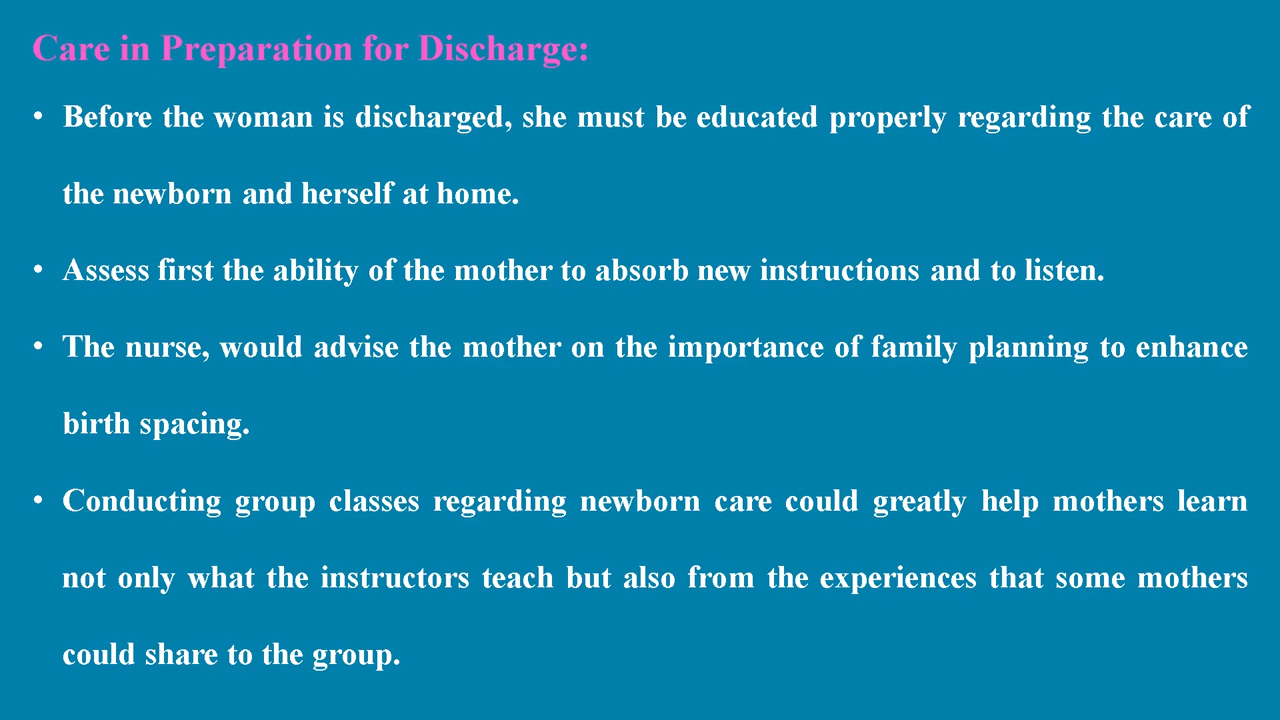 Care in Preparation for Discharge:
• Before the woman is discharged, she must be educated properly regarding the care of
the newborn and herself at home.
• Assess first the ability of the mother to absorb new instructions and to listen.
• The nurse, would advise the mother on the importance of family planning to enhance
birth spacing.
• Conducting group classes regarding newborn care could greatly help mothers learn
not only what the instructors teach but also from the experiences that some mothers
could share to the group.